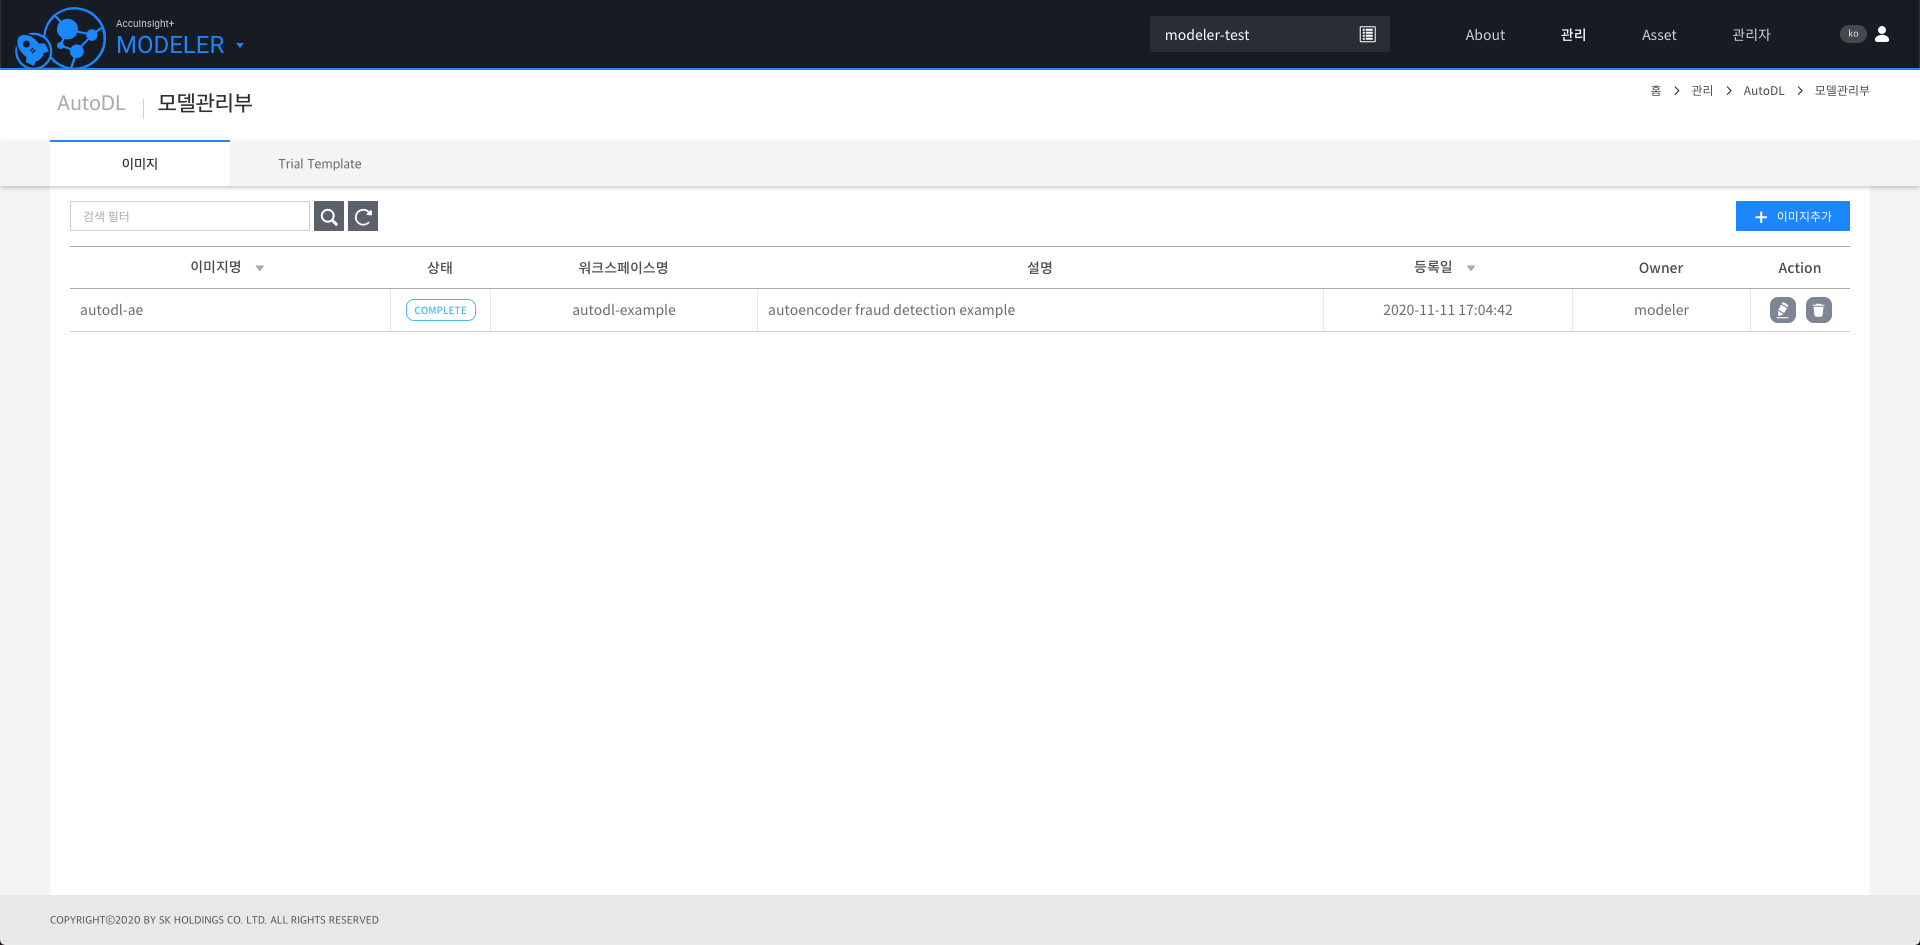 AccuInsight+
MODELER
modeler-test
About 관리 Asset 관리자 ko
AutoDL 모델관리부
홈 > 관리 > AutoDL > 모델관리부
이미지 Trial Template
검색 필터
이미지추가
이미지명 상태 워크스페이스명 설명 등록일 Owner Action
autodl-ae COMPLETE autodl-example autoencoder fraud detection example 2020-11-11 17:04:42 modeler
COPYRIGHT©2020 BY SK HOLDINGS CO. LTD. ALL RIGHTS RESERVED